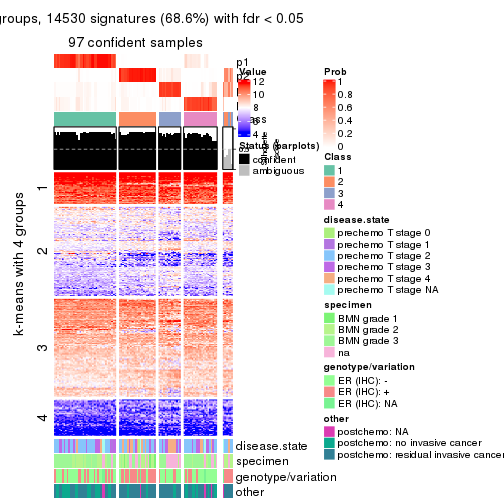 groups, 14530 signatures (68.6%) with fdr < 0.05
97 confident samples
p1
p2
Value
12
10
8
6
4
Status (barplots)
confident
ambiguous
k-means with 4 groups
1
2
3
4
disease.state
specimen
genotype/variation
other
Prob
1
0.8
0.6
0.4
0.2
0
Class
1
2
3
4
disease.state
prechemo T stage 0
prechemo T stage 1
prechemo T stage 2
prechemo T stage 3
prechemo T stage 4
prechemo T stage NA
specimen
BMN grade 1
BMN grade 2
BMN grade 3
na
genotype/variation
ER (IHC): -
ER (IHC): +
ER (IHC): NA
other
postchemo: NA
postchemo: no invasive cancer
postchemo: residual invasive cancer